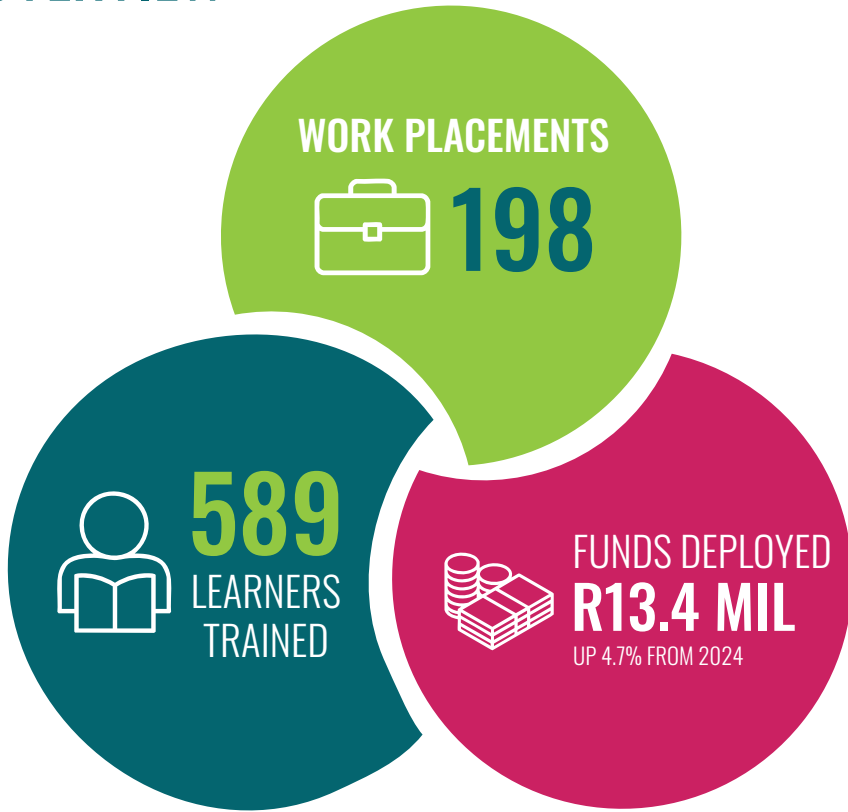 WORK PLACEMENTS
198
589
LEARNERS
TRAINED
FUNDS DEPLOYED
R13.4 MIL
UP 4.7% FROM 2024